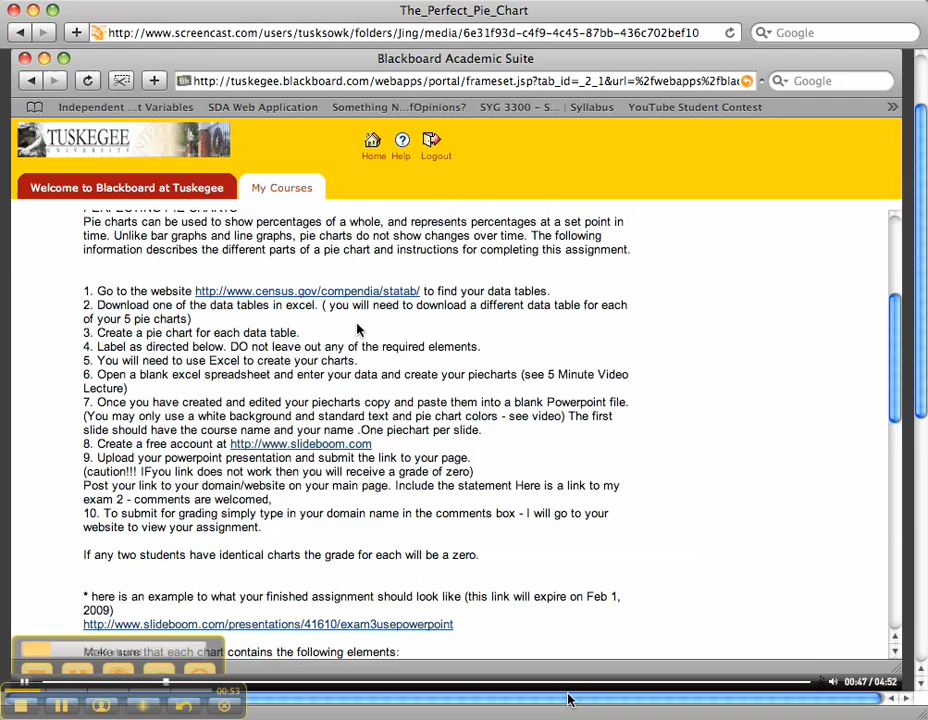 The_Perfect_Pie_Chart
http://www.screencast.com/users/tusksowk/folders/Jing/media/6e31f93d-c4f9-4c45-87bb-436c702bef10
Google
Blackboard Academic Suite
http://tuskegee.blackboard.com/webapps/portal/frameset.jsp?tab_id=_2_1&url=%2fwebapps%2fblac
Google
Independent ...t Variables
SDA Web Application
Something N...fOpinions?
SYG 3300 - S... | Syllabus
YouTube Student Contest
TUSKEGEE
UNIVERSITY
Home
Help
Logout
Welcome to Blackboard at Tuskegee
My Courses
PERFECTING PIE CHARTS
Pie charts can be used to show percentages of a whole, and represents percentages at a set point in
time. Unlike bar graphs and line graphs, pie charts do not show changes over time. The following
information describes the different parts of a pie chart and instructions for completing this assignment.
1. Go to the website http://www.census.gov/compendia/statab/ to find your data tables.
2. Download one of the data tables in excel. ( you will need to download a different data table for each
of your 5 pie charts)
3. Create a pie chart for each data table.
4. Label as directed below. DO not leave out any of the required elements.
5. You will need to use Excel to create your charts.
6. Open a blank excel spreadsheet and enter your data and create your piecharts (see 5 Minute Video
Lecture)
7. Once you have created and edited your piecharts copy and paste them into a blank Powerpoint file.
(You may only use a white background and standard text and pie chart colors - see video) The first
slide should have the course name and your name .One piechart per slide.
8. Create a free account at http://www.slideboom.com
9. Upload your powerpoint presentation and submit the link to your page.
(caution!!! IFyou link does not work then you will receive a grade of zero)
Post your link to your domain/website on your main page. Include the statement Here is a link to my
exam 2 - comments are welcomed,
10. To submit for grading simply type in your domain name in the comments box - I will go to your
website to view your assignment.
If any two students have identical charts the grade for each will be a zero.
* here is an example to what your finished assignment should look like (this link will expire on Feb 1,
2009)
http://www.slideboom.com/presentations/41610/exam3usepowerpoint
Make sure that each chart contains the following elements:
00:47 / 04:52
00:53